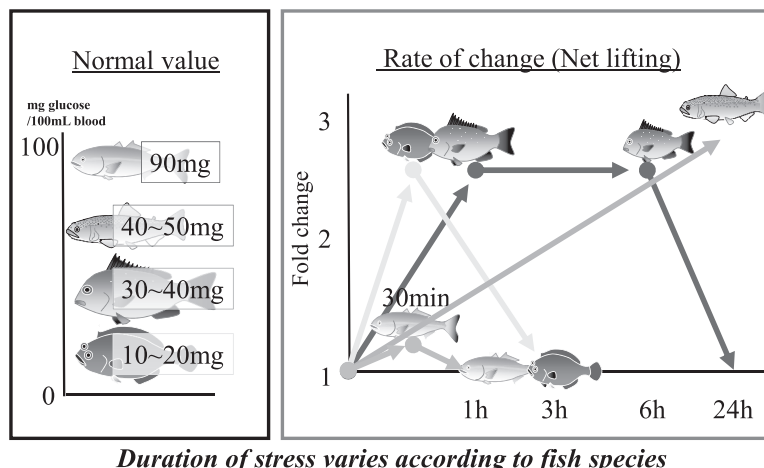 Normal value
mg glucose
/100mL blood
100
90mg
40~50mg
30~40mg
10~20mg
0
Rate of change (Net lifting)
Fold change
3
2
1
30min
1h
3h
6h
24h
Duration of stress varies according to fish species